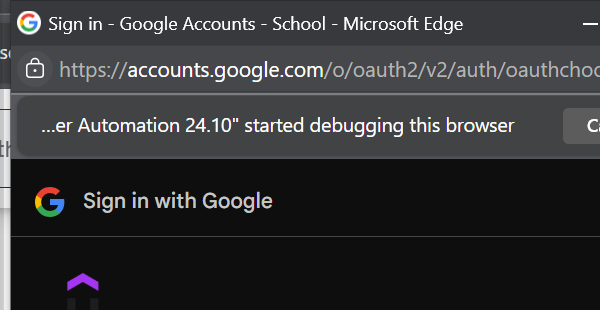 Sign in - Google Accounts - School - Microsoft Edge
https://accounts.google.com/o/oauth2/v2/auth/oauthchoo
...er Automation 24.10" started debugging this browser
Ca
Sign in with Google